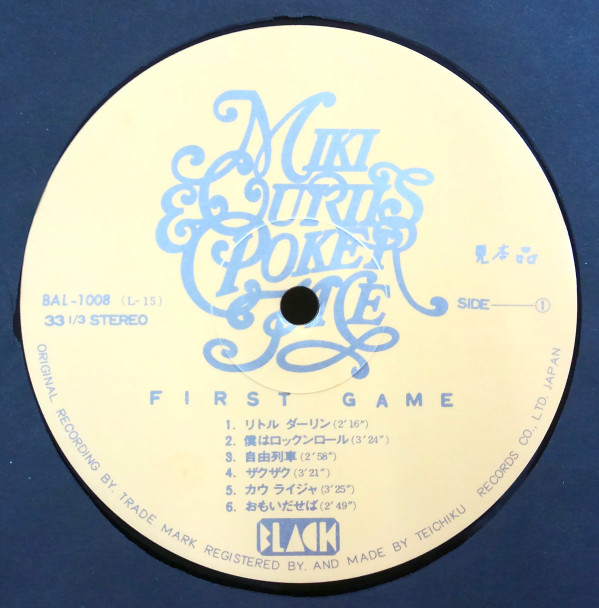 MIKI
CURTIS
POKER
FACE
見本品
BAL-1008 (L-15)
33 1/3 STEREO
SIDE 1
FIRST GAME
1. リトル ダーリン(2'16")
2. 僕はロックンロール(3'24")
3. 自由列車(2'58")
4. ザクザク(3'21")
5. カウ ライジャ(3'25")
6. おもいだせば(2'49")
BLACK
ORIGINAL RECORDING BY. TRADE MARK REGISTERED BY. AND MADE BY TEICHIKU RECORDS CO., LTD. JAPAN